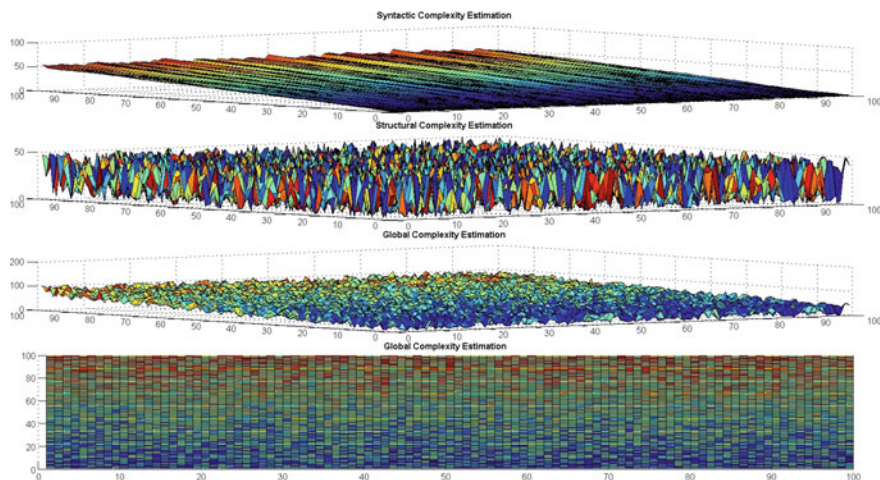 Syntactic Complexity Estimation
100
50
0
100 90 80 70 60 50 40 30 20 10 0 0 10 20 30 40 50 60 70 80 90 100
Structural Complexity Estimation
50
100 90 80 70 60 50 40 30 20 10 0 0 10 20 30 40 50 60 70 80 90 100
Global Complexity Estimation
200
100
0
100 90 80 70 60 50 40 30 20 10 0 0 10 20 30 40 50 60 70 80 90 100
Global Complexity Estimation
100
80
60
40
20
0
0 10 20 30 40 50 60 70 80 90 100